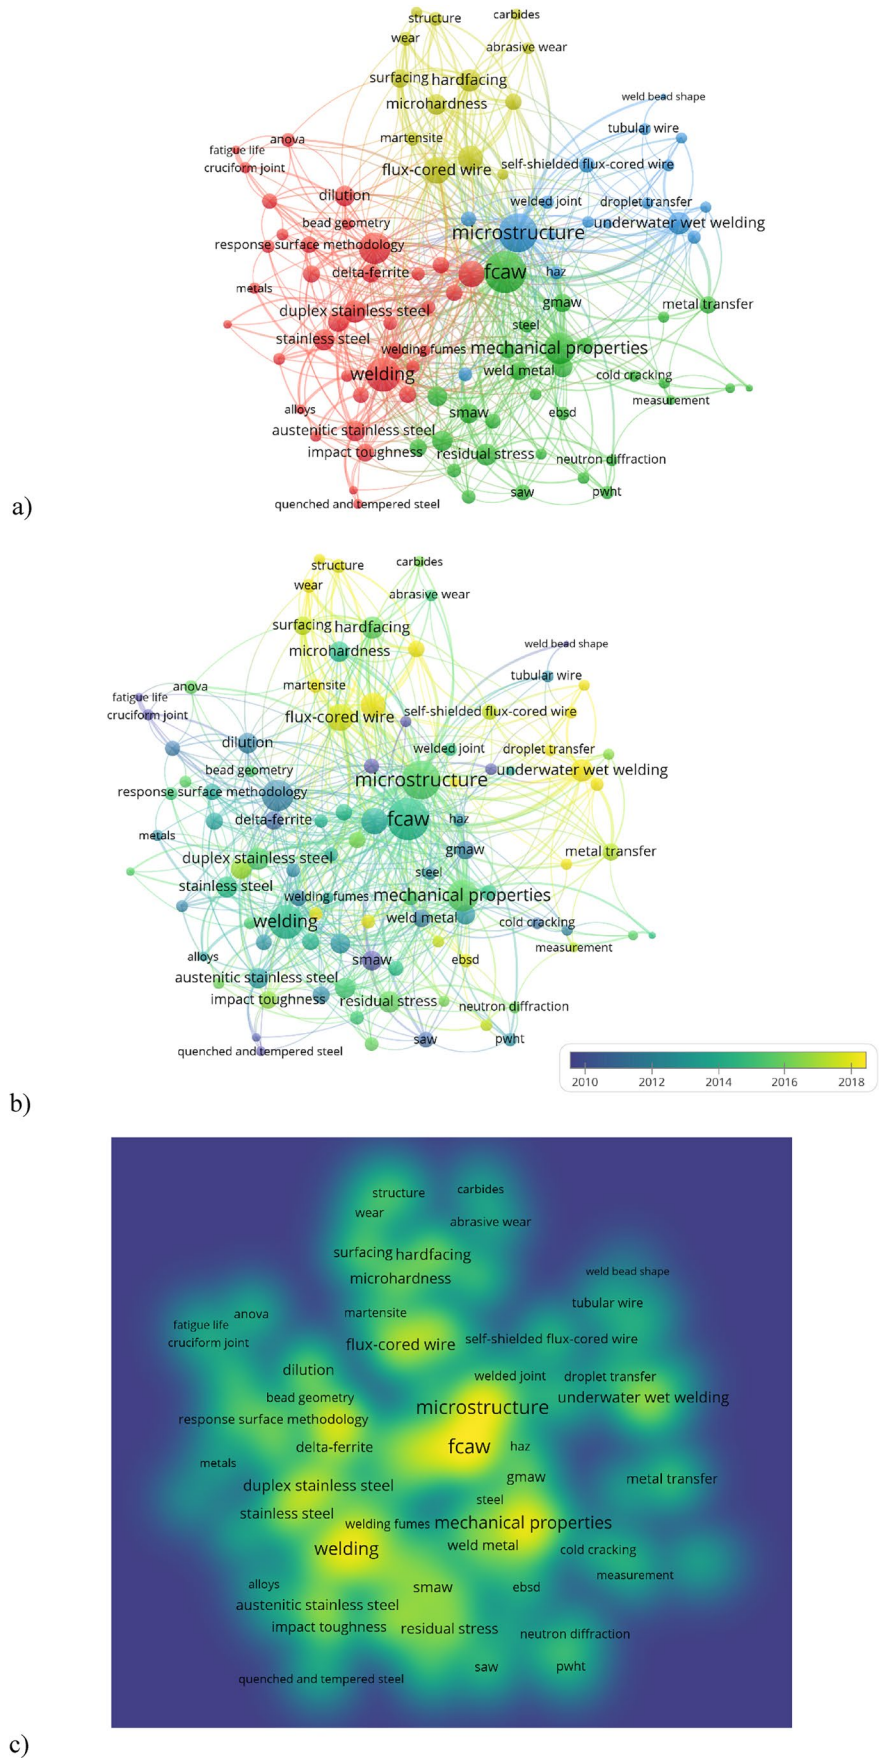 structure
carbides
wear
abrasive wear
surfacing
hardfacing
weld bead shape
microhardness
tubular wire
martensite
anova
fatigue life
self-shielded flux-cored wire
cruciform joint
flux-cored wire
dilution
welded joint
droplet transfer
bead geometry
underwater wet welding
microstructure
response surface methodology
delta-ferrite
fcaw
haz
metals
gmaw
metal transfer
duplex stainless steel
steel
stainless steel
welding fumes
mechanical properties
welding
weld metal
cold cracking
measurement
alloys
smaw
ebsd
austenitic stainless steel
impact toughness
residual stress
neutron diffraction
saw
pwht
quenched and tempered steel
a)
structure
carbides
wear
abrasive wear
surfacing
hardfacing
weld bead shape
microhardness
tubular wire
martensite
anova
fatigue life
cruciform joint
self-shielded flux-cored wire
flux-cored wire
dilution
welded joint
droplet transfer
bead geometry
underwater wet welding
microstructure
response surface methodology
delta-ferrite
fcaw
haz
metals
gmaw
metal transfer
duplex stainless steel
steel
stainless steel
welding fumes
mechanical properties
welding
weld metal
cold cracking
measurement
alloys
smaw
ebsd
austenitic stainless steel
impact toughness
residual stress
neutron diffraction
saw
pwht
quenched and tempered steel
2010
2012
2014
2016
2018
b)
structure
carbides
wear
abrasive wear
surfacing
hardfacing
weld bead shape
microhardness
tubular wire
martensite
anova
fatigue life
cruciform joint
self-shielded flux-cored wire
flux-cored wire
dilution
welded joint
droplet transfer
bead geometry
underwater wet welding
microstructure
response surface methodology
delta-ferrite
fcaw
haz
metals
gmaw
metal transfer
duplex stainless steel
steel
stainless steel
welding fumes
mechanical properties
welding
weld metal
cold cracking
measurement
alloys
smaw
ebsd
austenitic stainless steel
impact toughness
residual stress
neutron diffraction
saw
pwht
quenched and tempered steel
c)